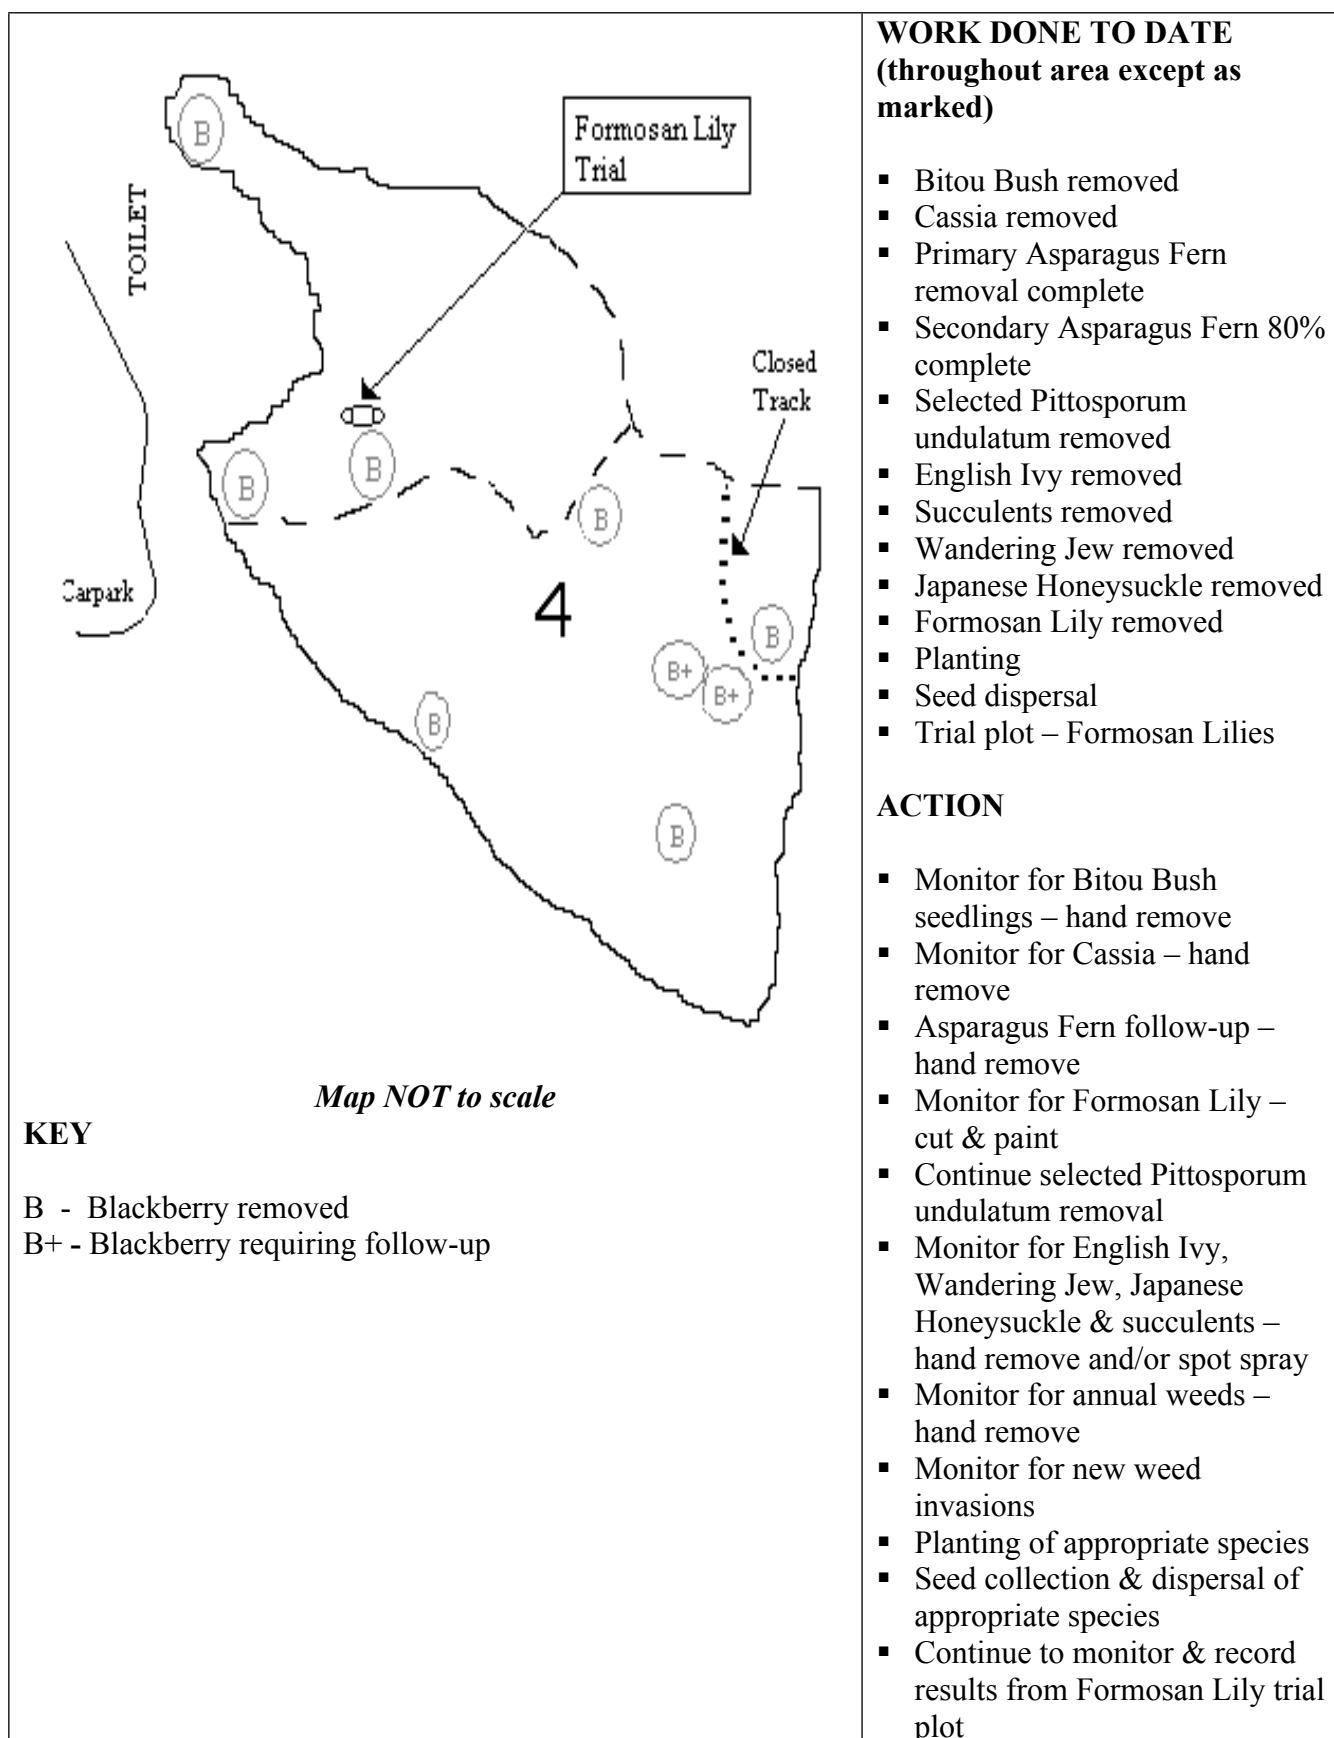 B
Formosan Lily
Trial
TOILET
Closed
Track
B
B
B
Carpark
4
B
B+
B+
B
B
Map NOT to scale
KEY
B - Blackberry removed
B+ - Blackberry requiring follow-up
WORK DONE TO DATE
(throughout area except as
marked)
▪ Bitou Bush removed
▪ Cassia removed
▪ Primary Asparagus Fern
removal complete
▪ Secondary Asparagus Fern 80%
complete
▪ Selected Pittosporum
undulatum removed
▪ English Ivy removed
▪ Succulents removed
▪ Wandering Jew removed
▪ Japanese Honeysuckle removed
▪ Formosan Lily removed
▪ Planting
▪ Seed dispersal
▪ Trial plot – Formosan Lilies
ACTION
▪ Monitor for Bitou Bush
seedlings – hand remove
▪ Monitor for Cassia – hand
remove
▪ Asparagus Fern follow-up –
hand remove
▪ Monitor for Formosan Lily –
cut & paint
▪ Continue selected Pittosporum
undulatum removal
▪ Monitor for English Ivy,
Wandering Jew, Japanese
Honeysuckle & succulents –
hand remove and/or spot spray
▪ Monitor for annual weeds –
hand remove
▪ Monitor for new weed
invasions
▪ Planting of appropriate species
▪ Seed collection & dispersal of
appropriate species
▪ Continue to monitor & record
results from Formosan Lily trial
plot